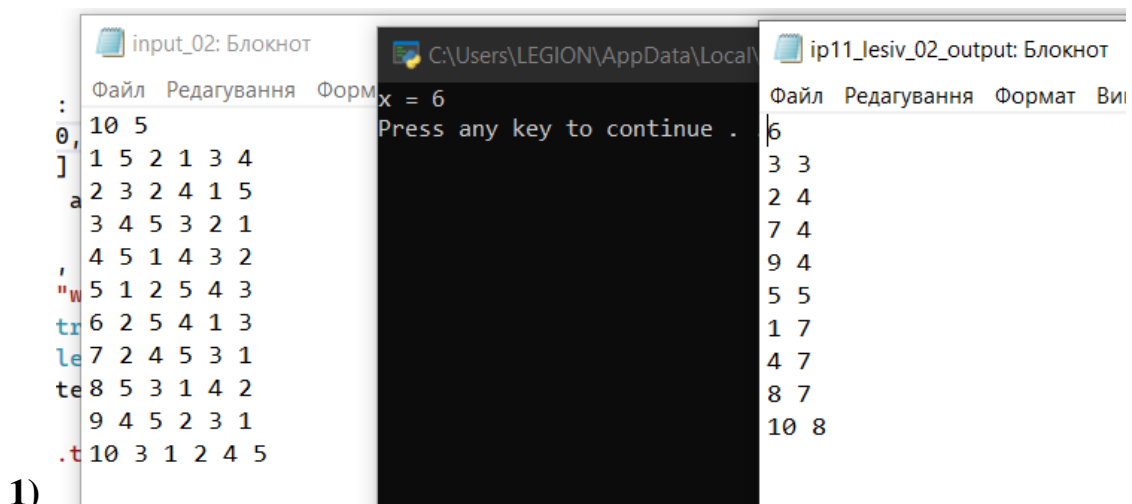 input_02: Блокнот
Файл Редагування Форм
10 5
1 5 2 1 3 4
2 3 2 4 1 5
3 4 5 3 2 1
4 5 1 4 3 2
5 1 2 5 4 3
6 2 5 4 1 3
7 2 4 5 3 1
8 5 3 1 4 2
9 4 5 2 3 1
10 3 1 2 4 5
C:\Users\LEGION\AppData\Local\
x = 6
Press any key to continue . .
ip11_lesiv_02_output: Блокнот
Файл Редагування Формат Ви
6
3 3
2 4
7 4
9 4
5 5
1 7
4 7
8 7
10 8
:
0,
]
a
,
"w
tr
le
te
.t
1)